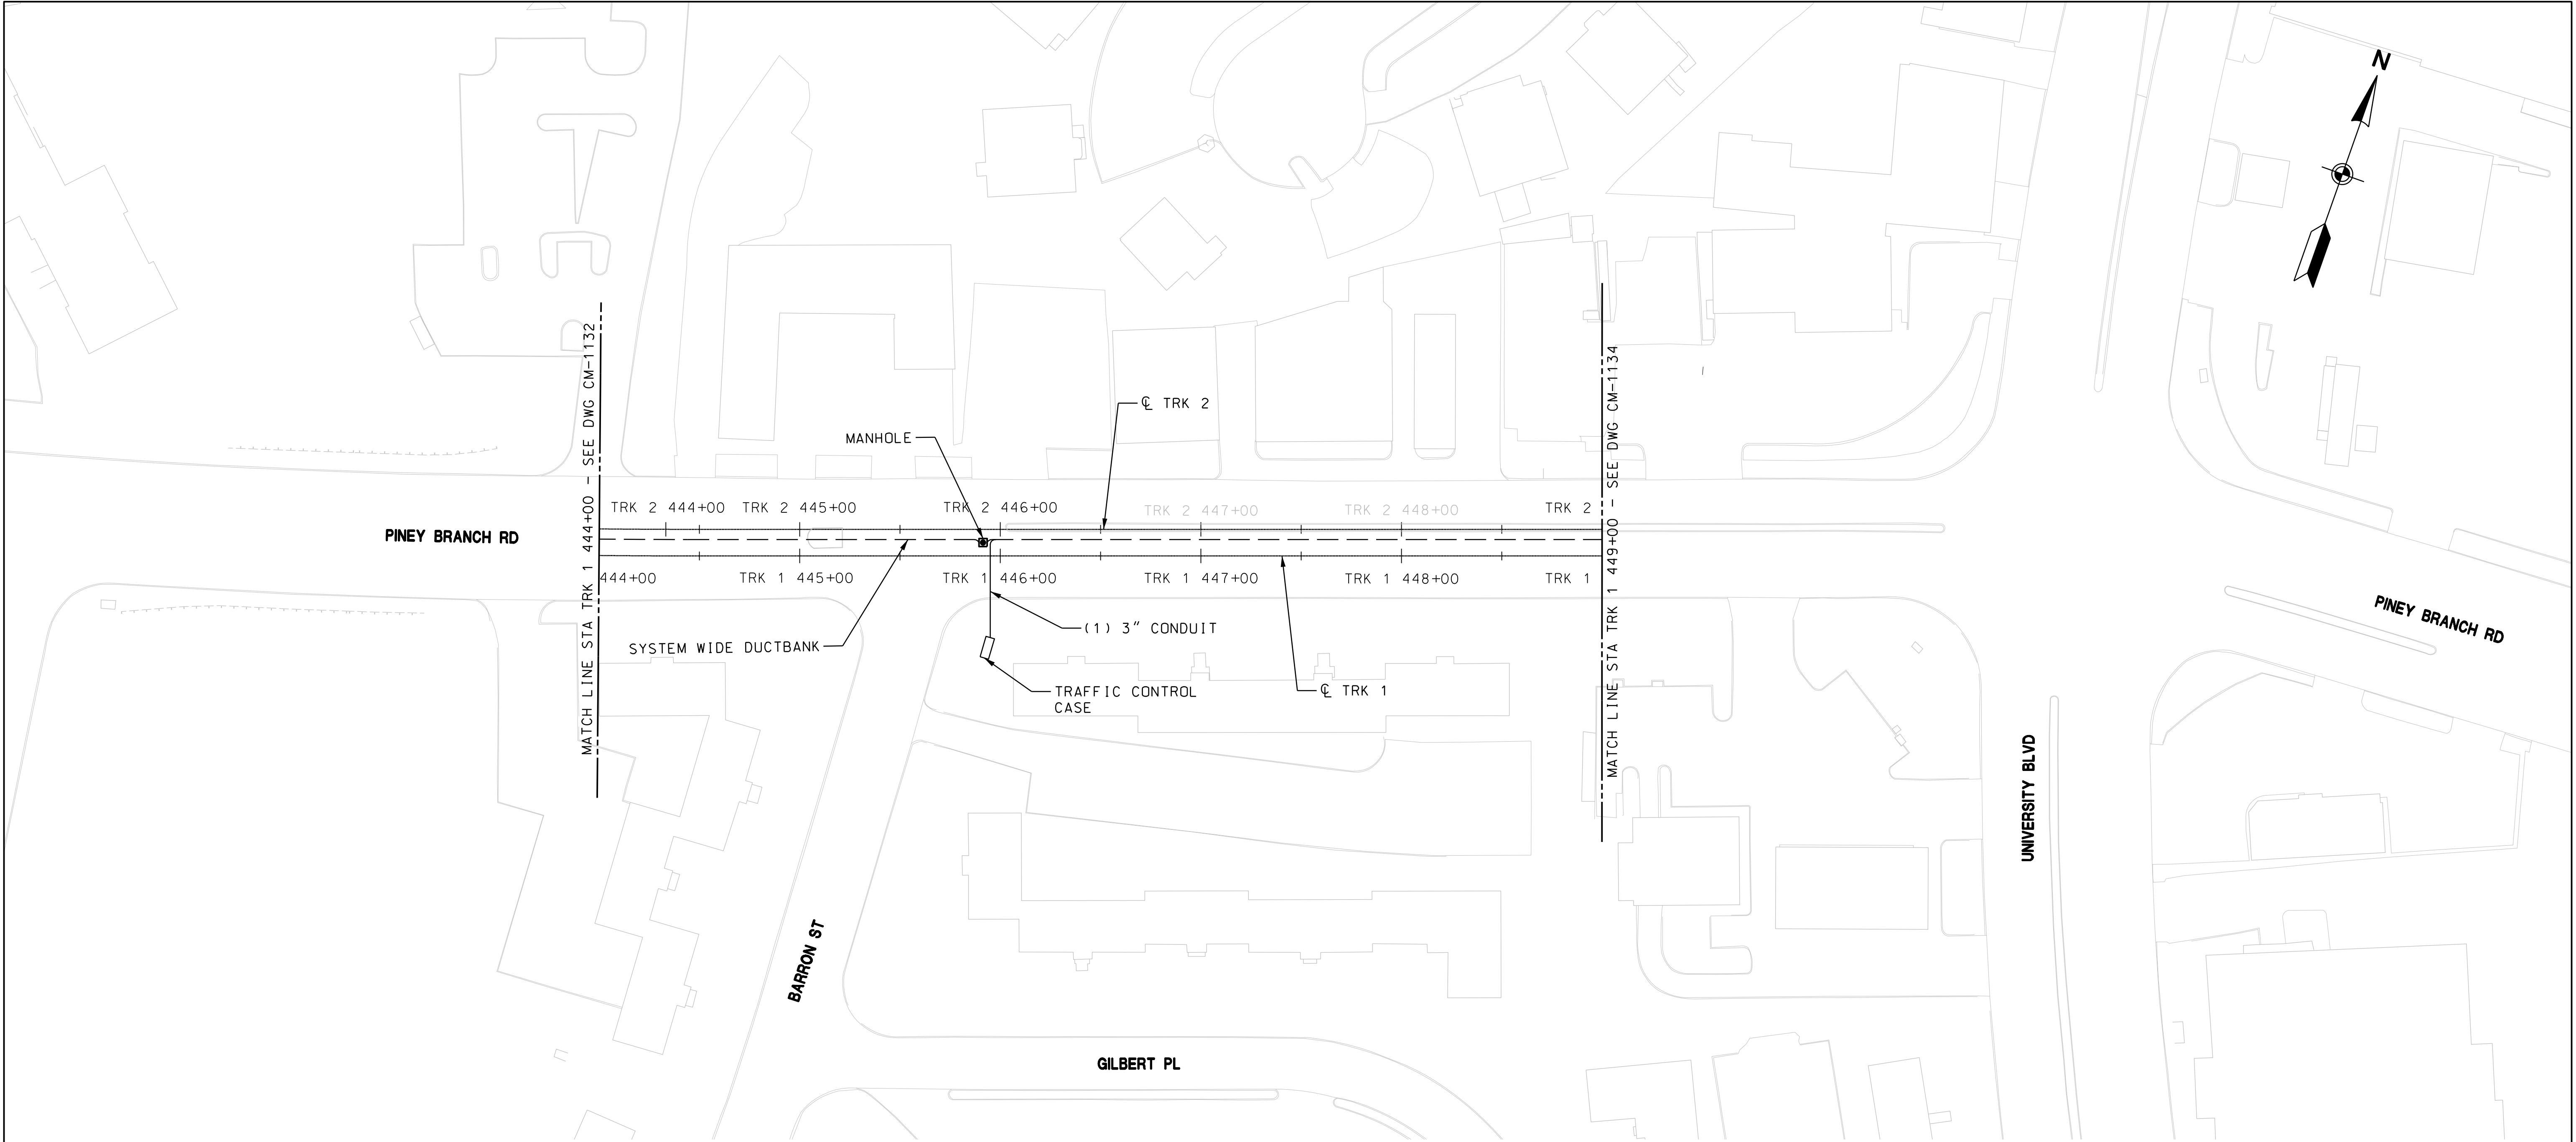 N
MATCH LINE STA TRK 1 444+00 - SEE DWG CM-1132
MATCH LINE STA TRK 1 449+00 - SEE DWG CM-1134
℄ TRK 2
MANHOLE
TRK 2 444+00
TRK 2 445+00
TRK 2 446+00
TRK 2 447+00
TRK 2 448+00
TRK 2
PINEY BRANCH RD
444+00
TRK 1 445+00
TRK 1 446+00
TRK 1 447+00
TRK 1 448+00
TRK 1
PINEY BRANCH RD
(1) 3" CONDUIT
SYSTEM WIDE DUCTBANK
TRAFFIC CONTROL
CASE
℄ TRK 1
UNIVERSITY BLVD
BARRON ST
GILBERT PL